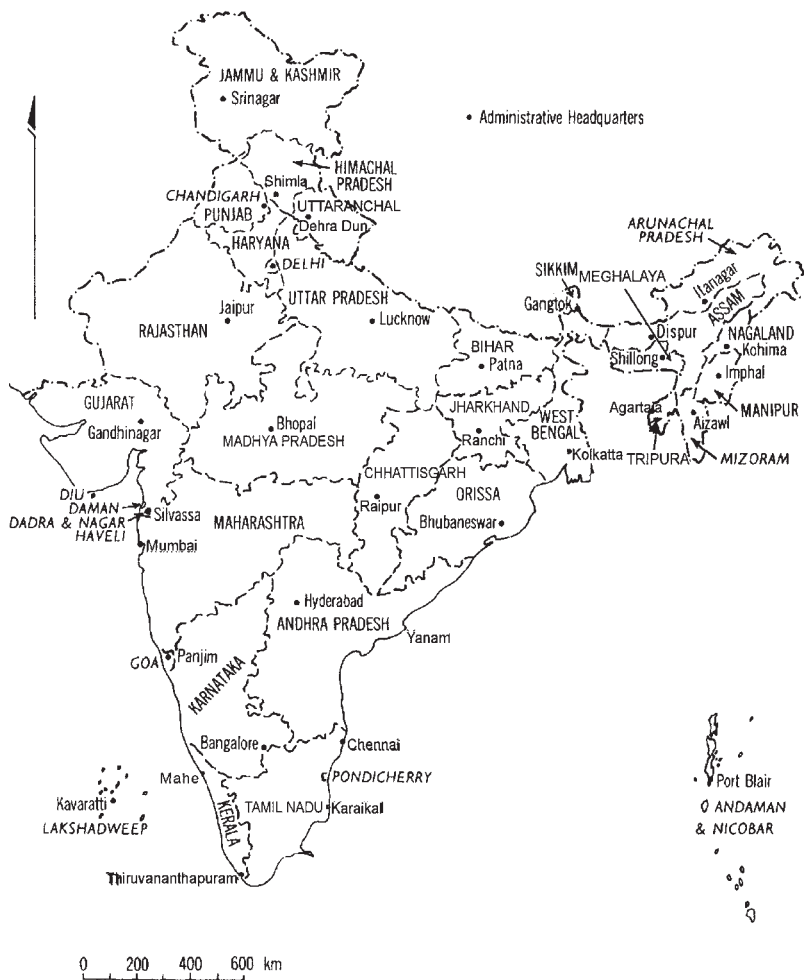 JAMMU & KASHMIR
Srinagar
Administrative Headquarters
HIMACHAL
PRADESH
Shimla
CHANDIGARH
PUNJAB
UTTARANCHAL
Dehra Dun
HARYANA
DELHI
ARUNACHAL
PRADESH
SIKKIM
MEGHALAYA
Itanagar
ASSAM
Gangtok
UTTAR PRADESH
Jaipur
Lucknow
RAJASTHAN
Dispur
NAGALAND
Kohima
BIHAR
Patna
Shillong
Imphal
GUJARAT
Gandhinagar
Bhopal
MADHYA PRADESH
JHARKHAND
Ranchi
WEST
BENGAL
Agartala
Aizawl
MANIPUR
Kolkatta
TRIPURA
MIZORAM
CHHATTISGARH
Raipur
ORISSA
Bhubaneswar
DIU
DAMAN
DADRA & NAGAR
HAVELI
Silvassa
MAHARASHTRA
Mumbai
Hyderabad
ANDHRA PRADESH
Yanam
GOA
Panjim
KARNATAKA
Bangalore
Chennai
Mahe
PONDICHERRY
Port Blair
Kavaratti
LAKSHADWEEP
KERALA
TAMIL NADU
Karaikal
ANDAMAN
& NICOBAR
Thiruvananthapuram
0 200 400 600 km